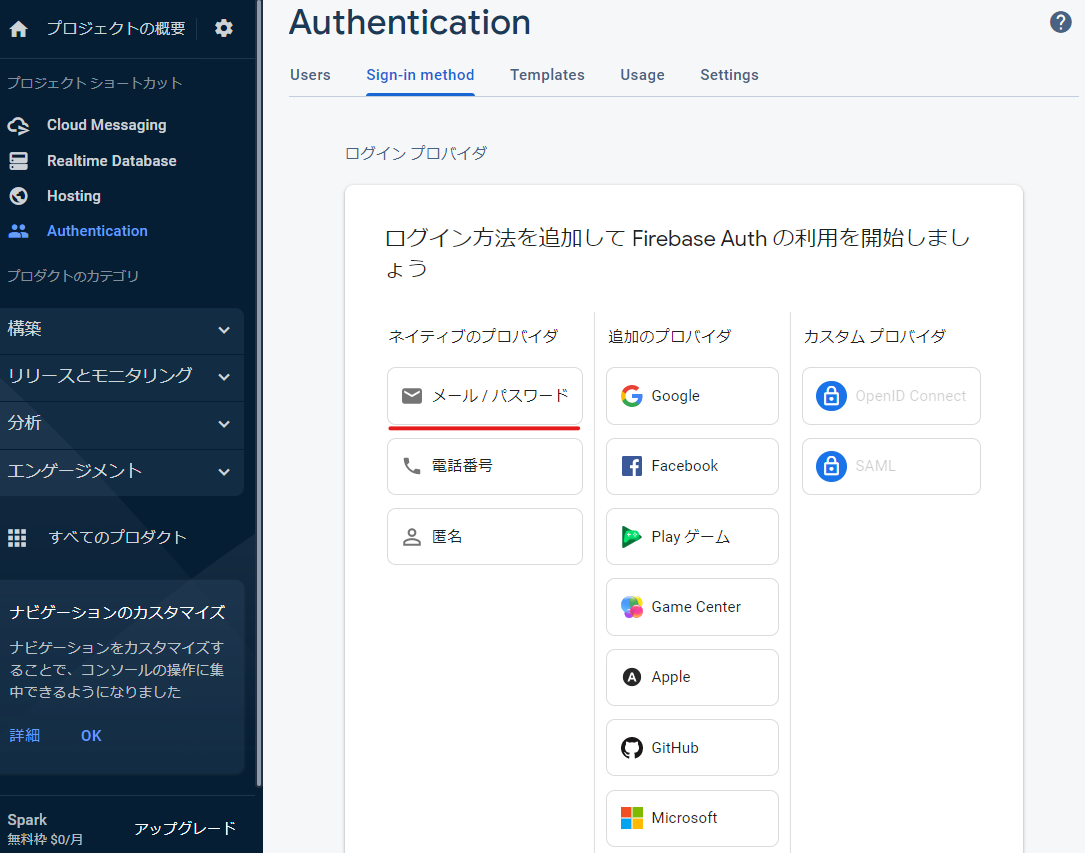 プロジェクトの概要
プロジェクト ショートカット
Cloud Messaging
Realtime Database
Hosting
Authentication
プロダクトのカテゴリ
構築
リリースとモニタリング
分析
エンゲージメント
すべてのプロダクト
ナビゲーションのカスタマイズ
ナビゲーションをカスタマイズす
ることで、コンソールの操作に集
中できるようになりました
詳細 OK
Spark
無料枠 $0/月
アップグレード
Authentication
Users Sign-in method Templates Usage Settings
ログイン プロバイダ
ログイン方法を追加して Firebase Auth の利用を開始しまし
ょう
ネイティブのプロバイダ
メール / パスワード
電話番号
匿名
追加のプロバイダ
Google
Facebook
Play ゲーム
Game Center
Apple
GitHub
Microsoft
カスタム プロバイダ
OpenID Connect
SAML